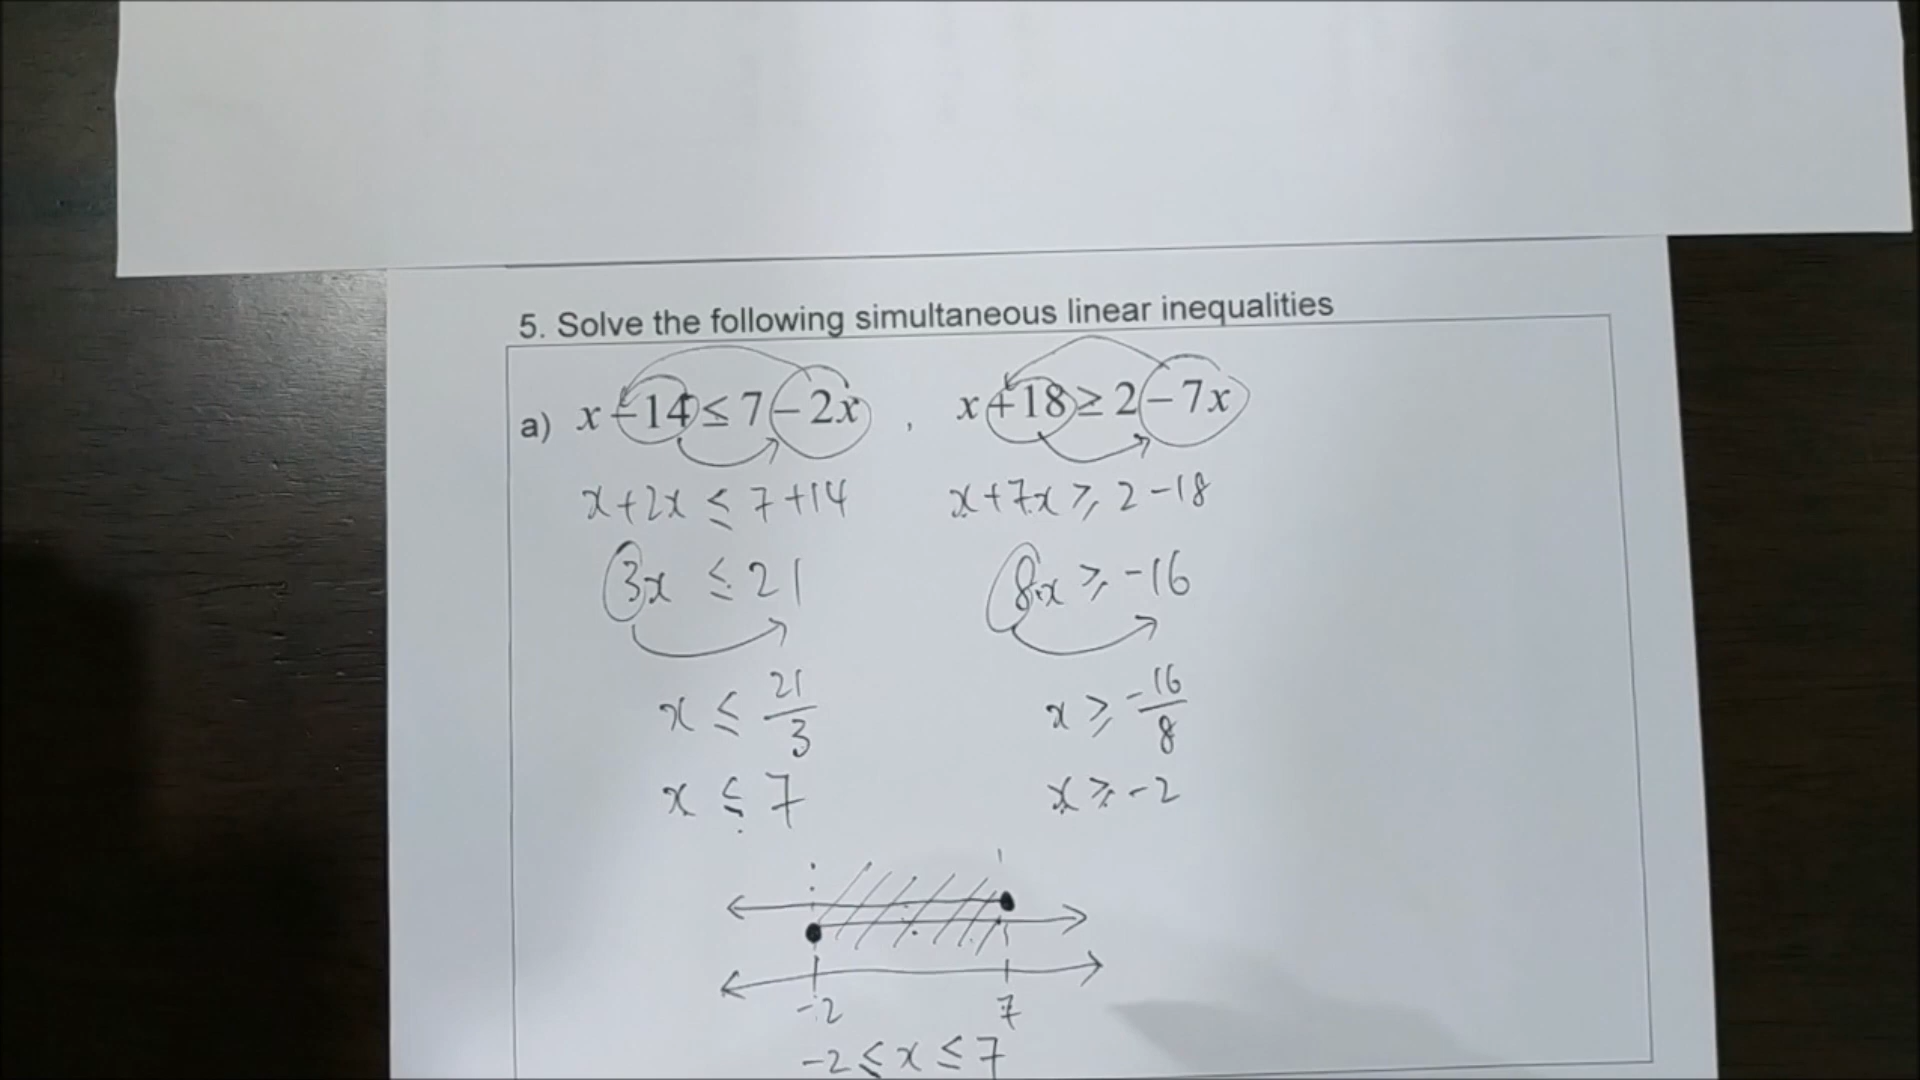 5. Solve the following simultaneous linear inequalities
a) x − 14 ≤ 7 − 2x , x + 18 ≥ 2 − 7x
x + 2x ≤ 7 + 14 x + 7x ≥ 2 − 18
3x ≤ 21 8x ≥ −16
x ≤ 21/3 x ≥ −16/8
x ≤ 7 x ≥ −2
−2 7
−2 ≤ x ≤ 7